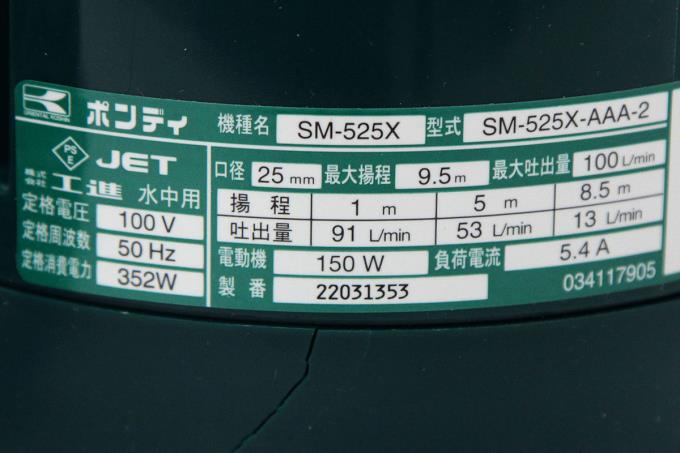 ORIENTAL KOSHIN
ポンディ 機種名 SM-525X 型式 SM-525X-AAA-2
PS
E
JET
株式
会社 工進 水中用
定格電圧 100 V
定格周波数 50 Hz
定格消費電力 352W
口径 25 mm 最大揚程 9.5 m 最大吐出量 100 L/min
揚程 1 m 5 m 8.5 m
吐出量 91 L/min 53 L/min 13 L/min
電動機 150 W 負荷電流 5.4 A
製番 22031353 034117905